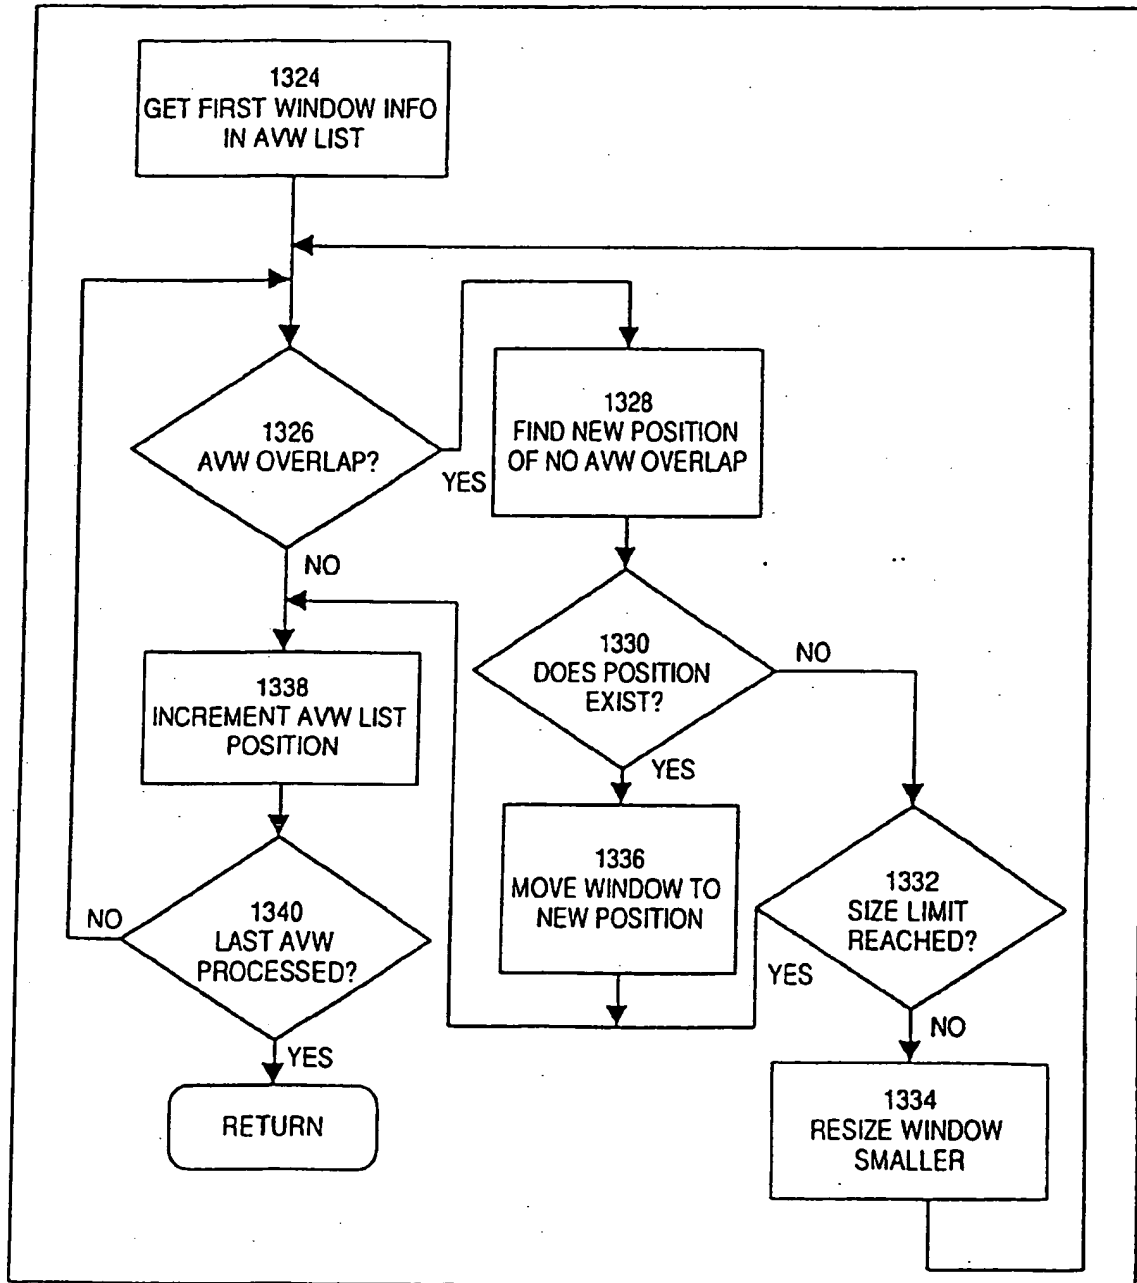 1324
GET FIRST WINDOW INFO
IN AVW LIST
1326
AVW OVERLAP?
YES
NO
1328
FIND NEW POSITION
OF NO AVW OVERLAP
1330
DOES POSITION
EXIST?
NO
YES
1338
INCREMENT AVW LIST
POSITION
1336
MOVE WINDOW TO
NEW POSITION
1332
SIZE LIMIT
REACHED?
YES
NO
1340
LAST AVW
PROCESSED?
NO
YES
RETURN
1334
RESIZE WINDOW
SMALLER